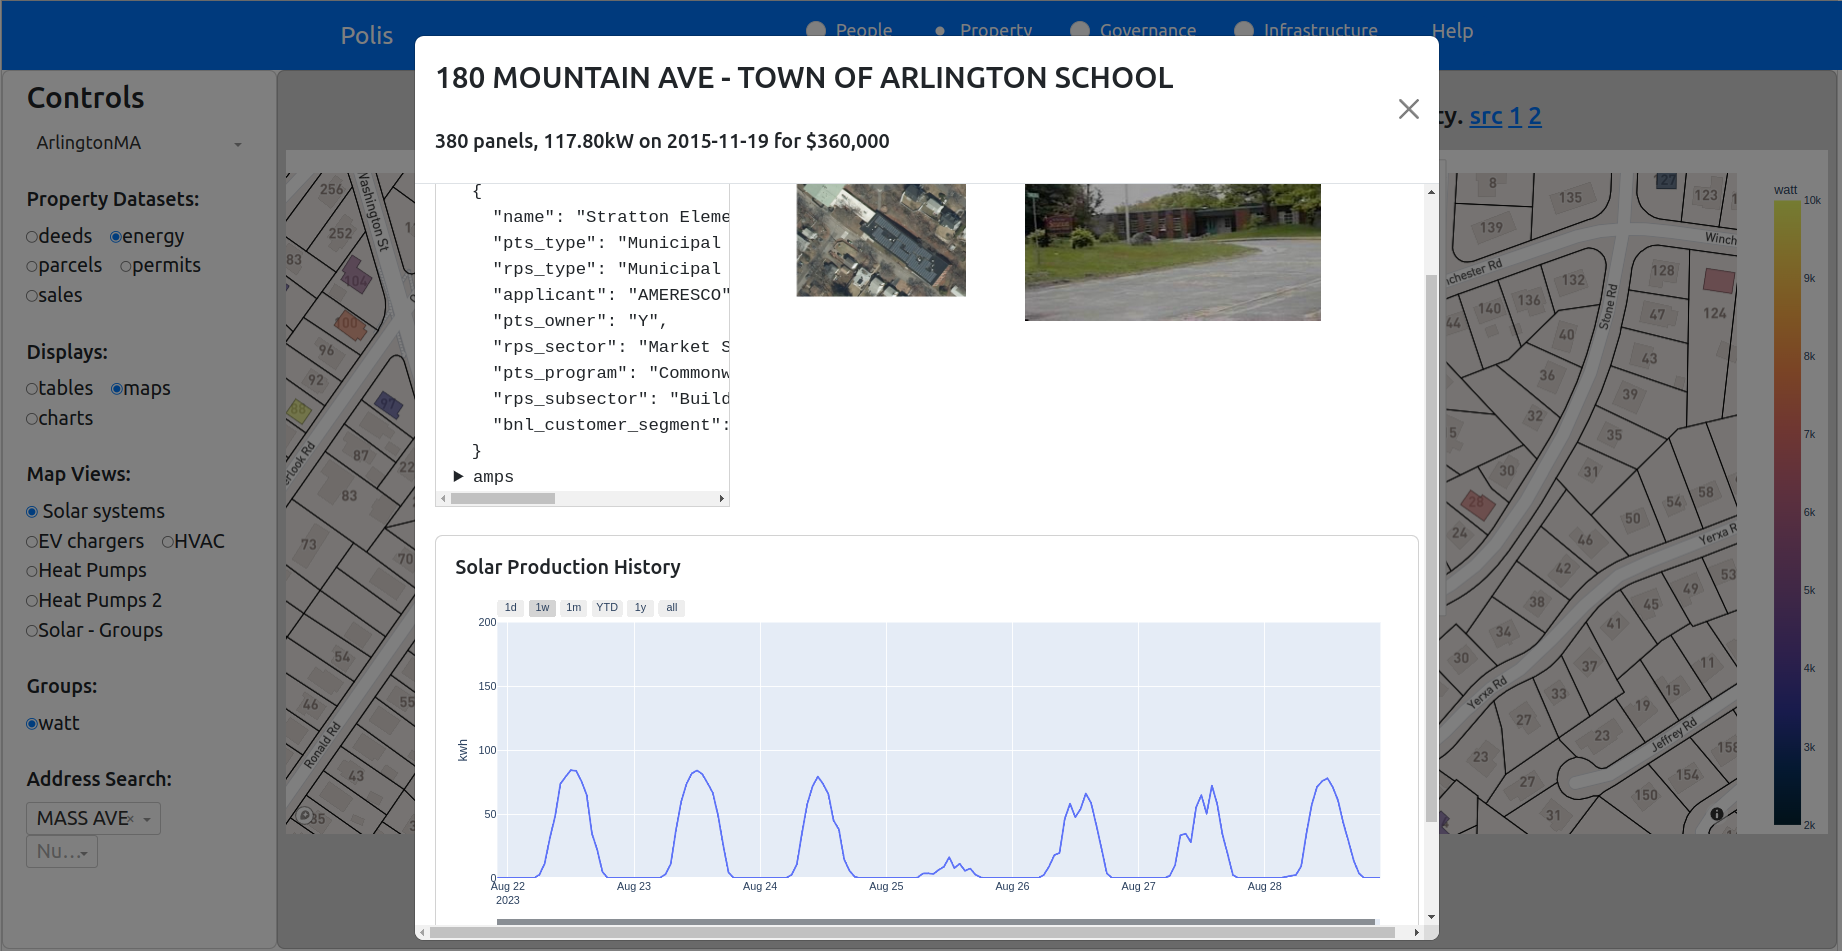 Polis
People
Property
Governance
Infrastructure
Help
Controls
ArlingtonMA
Property Datasets:
deeds energy
parcels permits
sales
Displays:
tables maps
charts
Map Views:
Solar systems
EV chargers HVAC
Heat Pumps
Heat Pumps 2
Solar - Groups
Groups:
watt
Address Search:
MASS AVE×
Nu...
180 MOUNTAIN AVE - TOWN OF ARLINGTON SCHOOL
380 panels, 117.80kW on 2015-11-19 for $360,000
{
"name": "Stratton Eleme
"pts_type": "Municipal
"rps_type": "Municipal
"applicant": "AMERESCO"
"pts_owner": "Y",
"rps_sector": "Market S
"pts_program": "Commonw
"rps_subsector": "Build
"bnl_customer_segment":
}
amps
Solar Production History
1d 1w 1m YTD 1y all
kwh
200
150
100
50
0
Aug 22
2023
Aug 23
Aug 24
Aug 25
Aug 26
Aug 27
Aug 28
cy. src 1 2
256
Washington St
252
83
104
100
96
92
88
97
erlook Rd
87
22
83
73
70
54
46
55
Ronald Rd
43
35
8
135
127
123
139
Winch
nchester Rd
132
128
140
136
44
Stone Rd
47
124
40
43
36
39
32
5
35
30
31
28
54
58
24
50
46
Yerxa R
42
49
53
38
45
41
34
30
37
11
Yerxa Rd
33
15
19
27
23
Jeffrey Rd
158
23
27
154
150
31
watt
10k
9k
8k
7k
6k
5k
4k
3k
2k